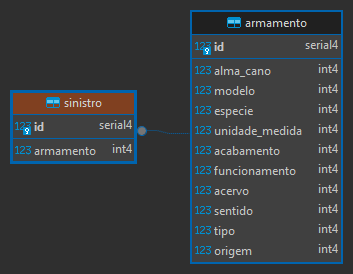 sinistro
123 id serial4
123 armamento int4
armamento
123 id serial4
123 alma_cano int4
123 modelo int4
123 especie int4
123 unidade_medida int4
123 acabamento int4
123 funcionamento int4
123 acervo int4
123 sentido int4
123 tipo int4
123 origem int4